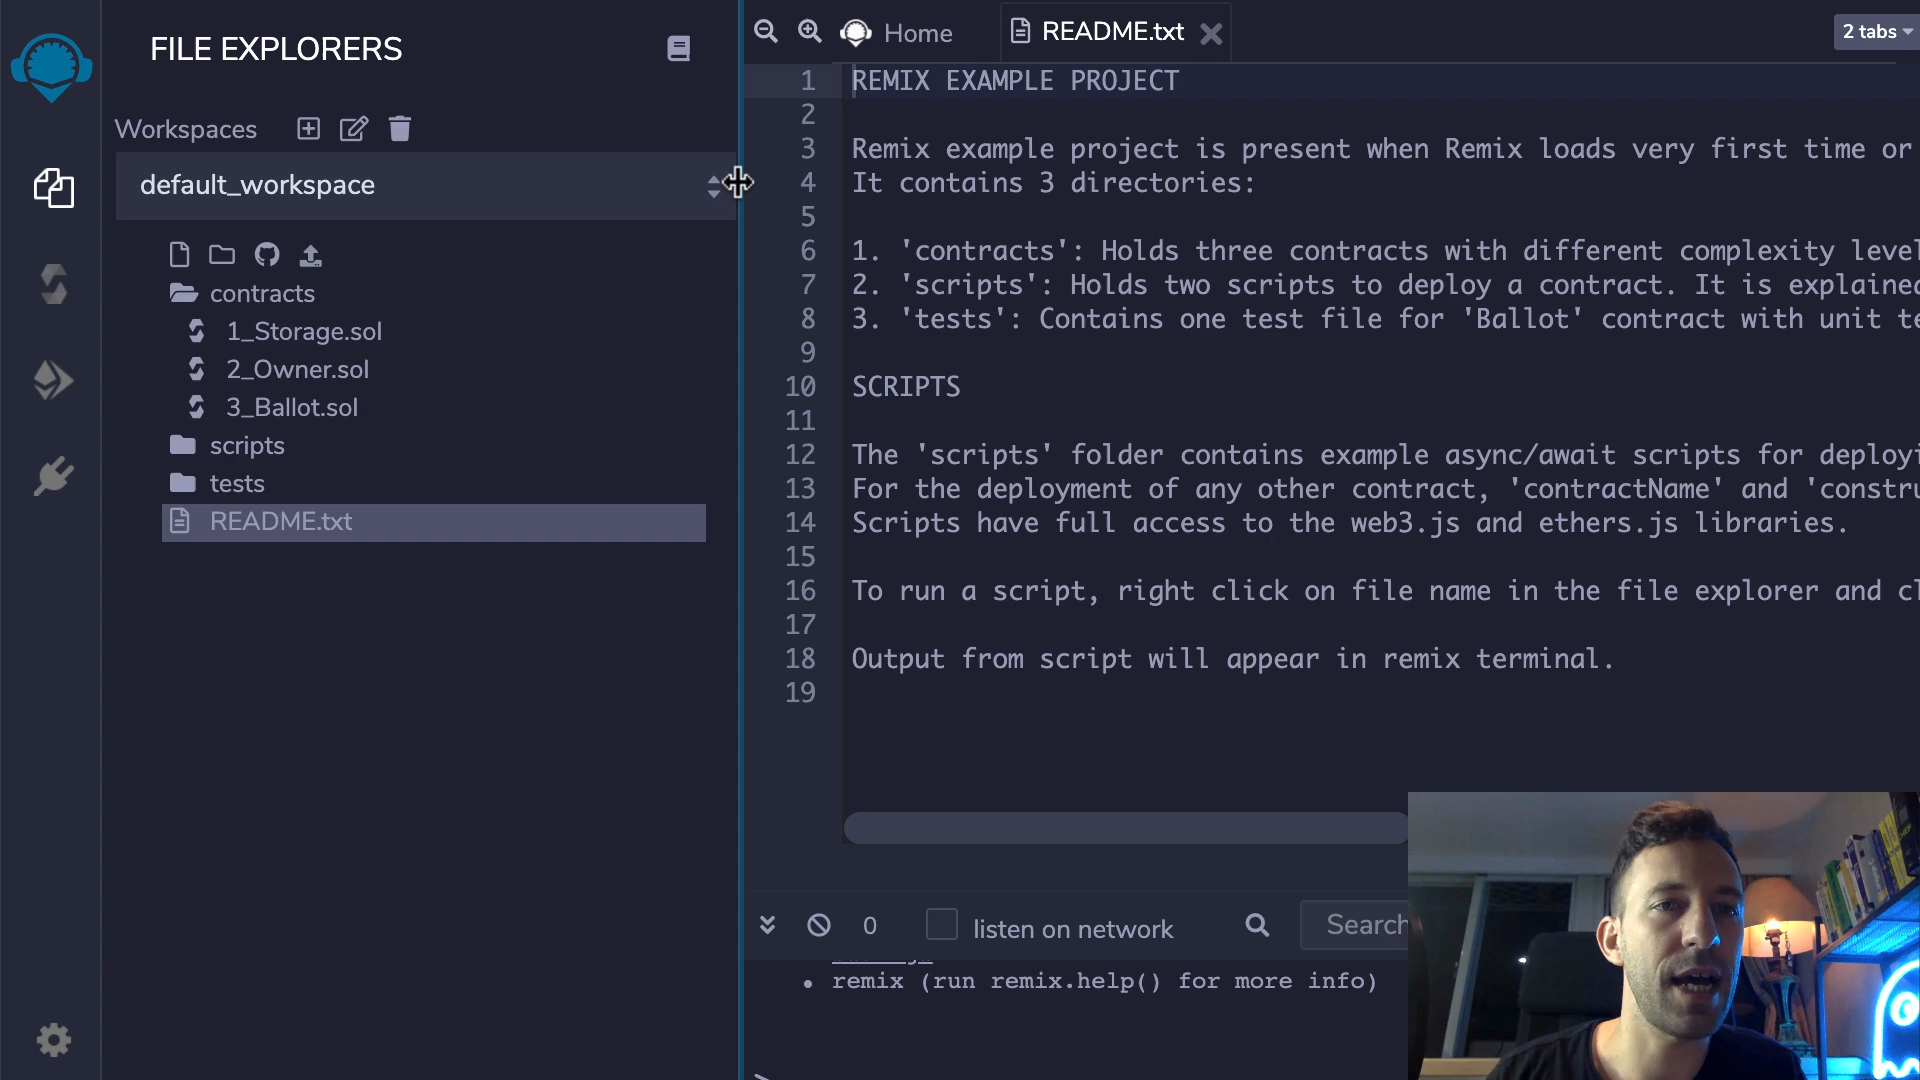 FILE EXPLORERS
Workspaces
default_workspace
contracts
1_Storage.sol
2_Owner.sol
3_Ballot.sol
scripts
tests
README.txt
Home
README.txt
2 tabs
1 REMIX EXAMPLE PROJECT
2
3 Remix example project is present when Remix loads very first time or
4 It contains 3 directories:
5
6 1. 'contracts': Holds three contracts with different complexity level
7 2. 'scripts': Holds two scripts to deploy a contract. It is explained
8 3. 'tests': Contains one test file for 'Ballot' contract with unit te
9
10 SCRIPTS
11
12 The 'scripts' folder contains example async/await scripts for deployi
13 For the deployment of any other contract, 'contractName' and 'constru
14 Scripts have full access to the web3.js and ethers.js libraries.
15
16 To run a script, right click on file name in the file explorer and cl
17
18 Output from script will appear in remix terminal.
19
0
listen on network
Search
remix (run remix.help() for more info)
>